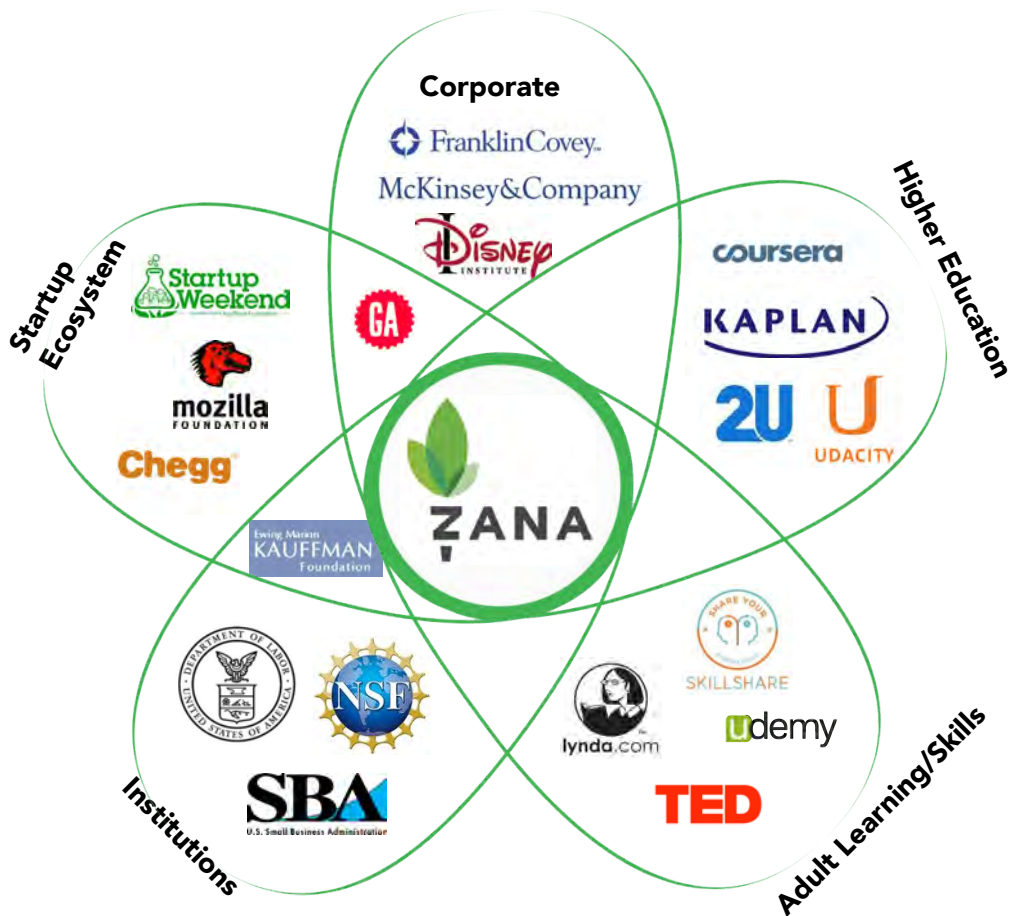 Corporate
FranklinCovey
McKinsey&Company
Disney
INSTITUTE
Higher Education
coursera
KAPLAN
2U
U
UDACITY
Startup
Ecosystem
Startup
Weekend
GA
mozilla
FOUNDATION
Chegg
ZANA
Ewing Marion
KAUFFMAN
Foundation
DEPARTMENT OF LABOR
UNITED STATES OF AMERICA
NSF
SBA
U.S. Small Business Administration
Institutions
SHARE YOUR
SKILLSHARE
lynda.com
udemy
TED
Adult Learning/Skills